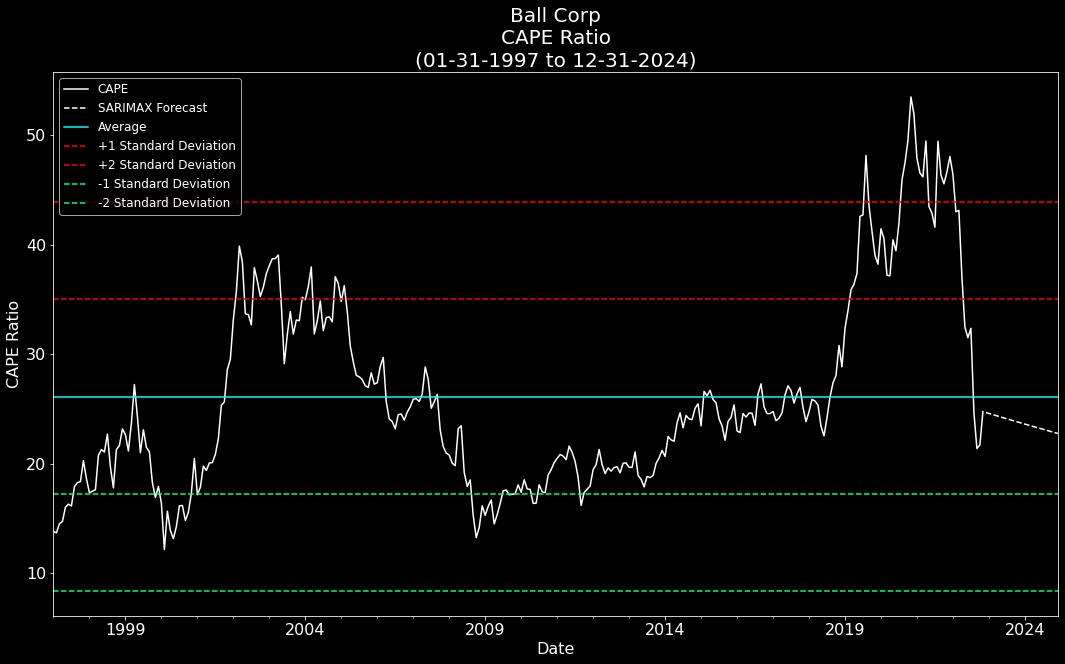 Ball Corp
CAPE Ratio
(01-31-1997 to 12-31-2024)
CAPE
SARIMAX Forecast
Average
+1 Standard Deviation
+2 Standard Deviation
-1 Standard Deviation
-2 Standard Deviation
50
40
30
20
10
CAPE Ratio
1999 2004 2009 2014 2019 2024
Date